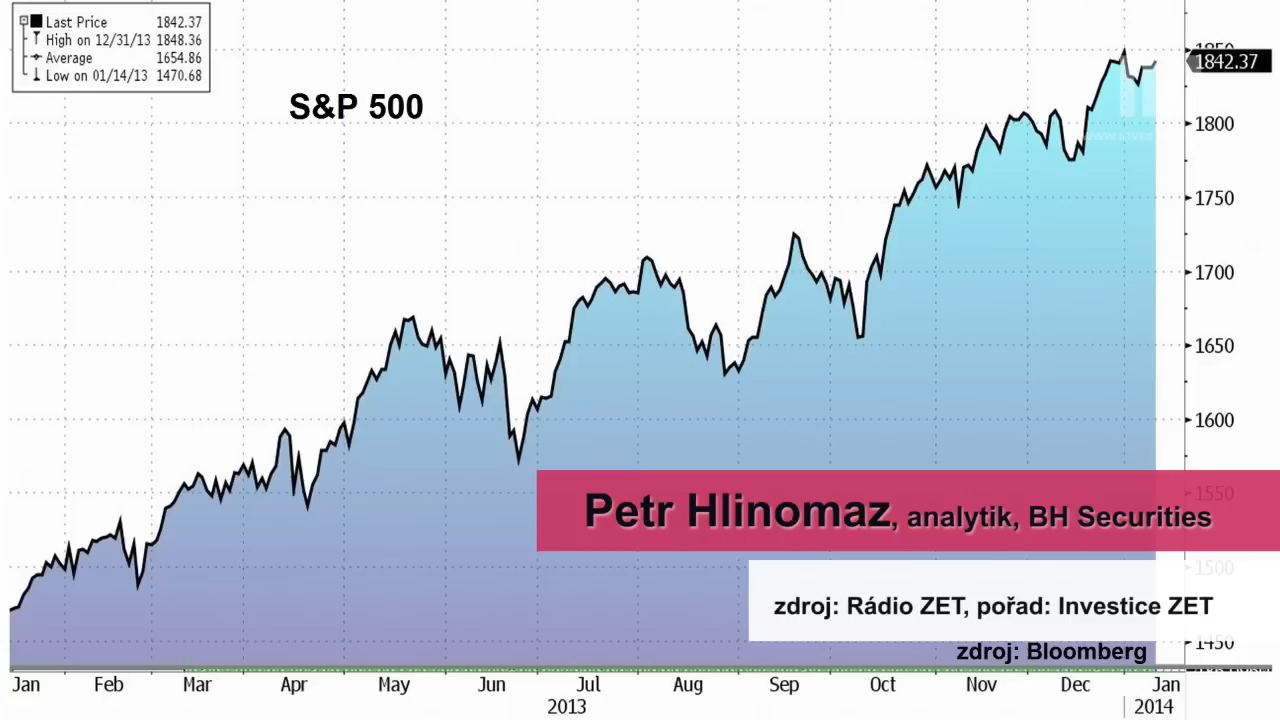 Last Price 1842.37
High on 12/31/13 1848.36
Average 1654.86
Low on 01/14/13 1470.68
S&P 500
1850
1842.37
1800
1750
1700
1650
1600
1550
1500
1450
Petr Hlinomaz, analytik, BH Securities
zdroj: Rádio ZET, pořad: Investice ZET
zdroj: Bloomberg
Jan Feb Mar Apr May Jun Jul Aug Sep Oct Nov Dec Jan
2013 2014